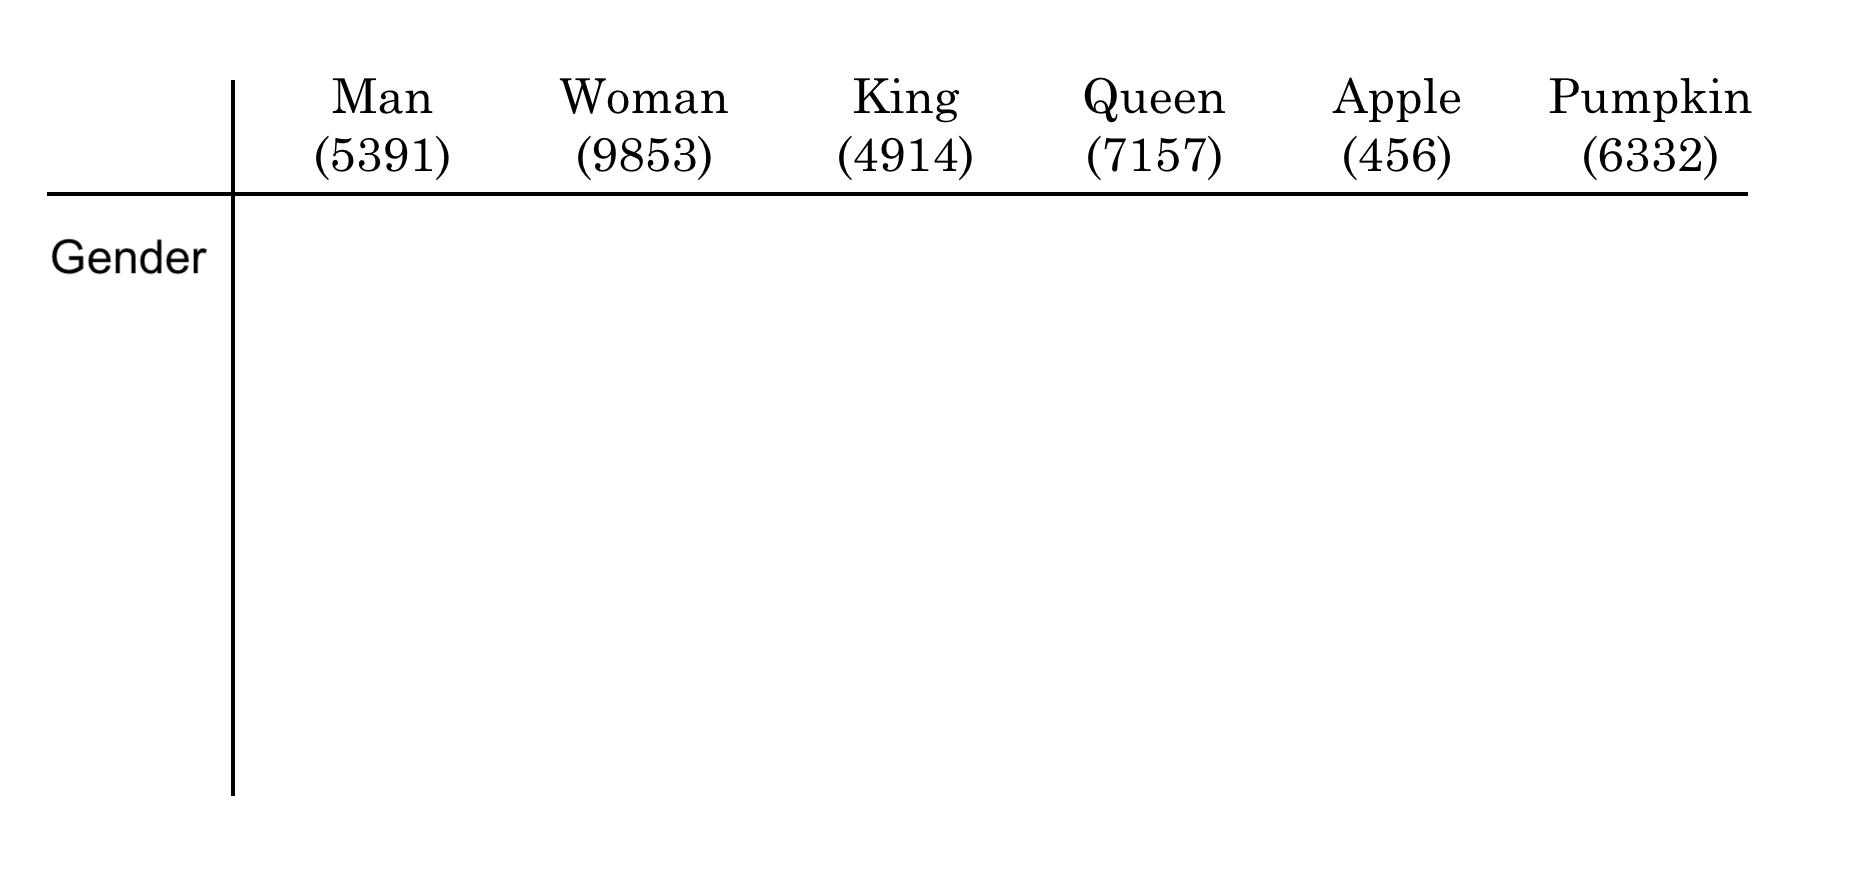 Man Woman King Queen Apple Pumpkin
(5391) (9853) (4914) (7157) (456) (6332)
Gender